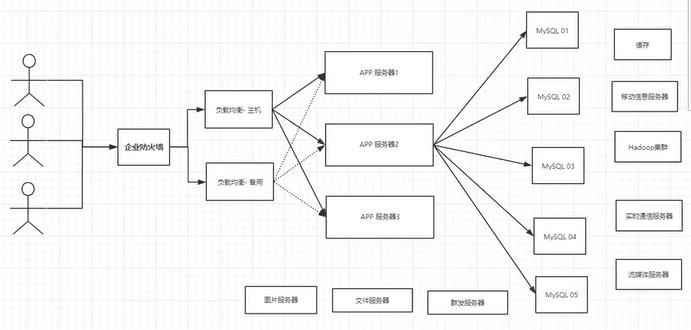 企业防火墙
负载均衡- 主机
负载均衡- 备用
APP 服务器1
APP 服务器2
APP 服务器3
MySQL 01
MySQL 02
MySQL 03
MySQL 04
MySQL 05
缓存
移动信息服务器
Hadoop集群
实时通信服务器
流媒体服务器
图片服务器
文件服务器
群发服务器